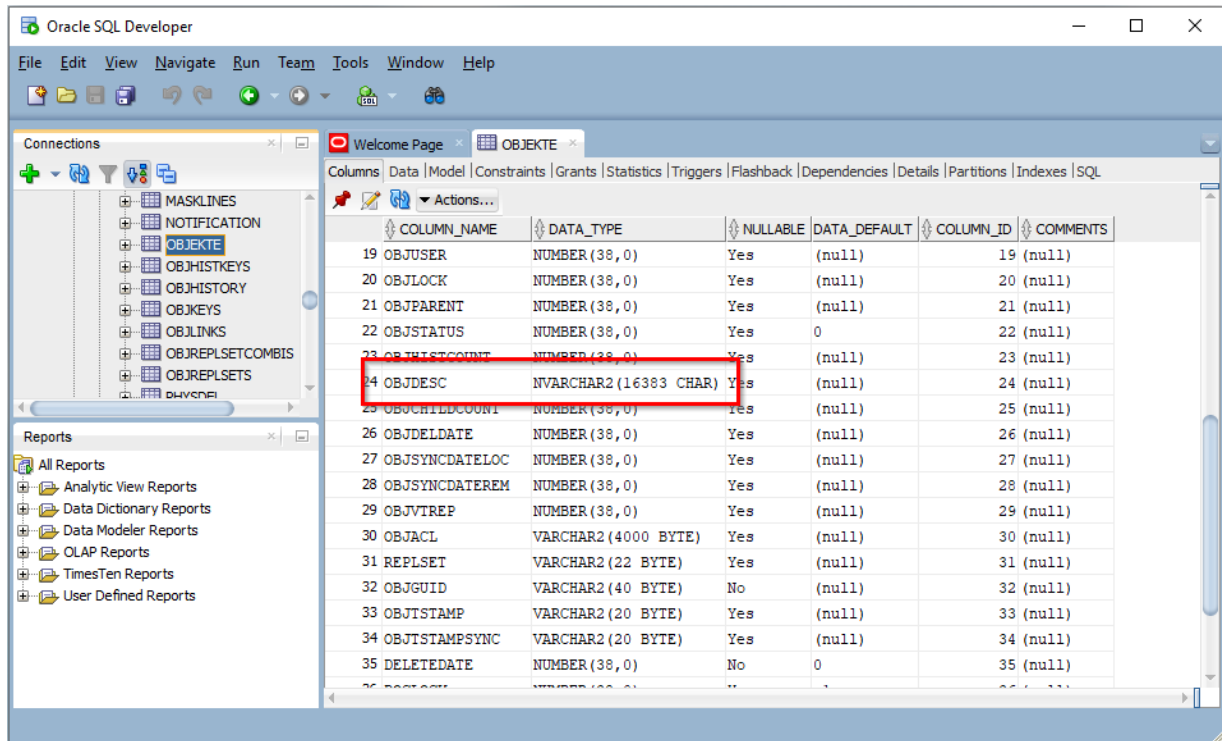 Oracle SQL Developer
File Edit View Navigate Run Team Tools Window Help
SQL
Connections
MASKLINES
NOTIFICATION
OBJEKTE
OBJHISTKEYS
OBJHISTORY
OBJKEYS
OBJLINKS
OBJREPLSETCOMBIS
OBJREPLSETS
PHYSDEL
Reports
All Reports
Analytic View Reports
Data Dictionary Reports
Data Modeler Reports
OLAP Reports
TimesTen Reports
User Defined Reports
Welcome Page OBJEKTE
Columns Data |Model |Constraints |Grants |Statistics |Triggers |Flashback |Dependencies |Details |Partitions |Indexes |SQL
Actions...
COLUMN_NAME DATA_TYPE NULLABLE DATA_DEFAULT COLUMN_ID COMMENTS
19 OBJUSER NUMBER(38,0) Yes (null) 19 (null)
20 OBJLOCK NUMBER(38,0) Yes (null) 20 (null)
21 OBJPARENT NUMBER(38,0) Yes (null) 21 (null)
22 OBJSTATUS NUMBER(38,0) Yes 0 22 (null)
23 OBJHISTCOUNT NUMBER(38,0) Yes (null) 23 (null)
24 OBJDESC NVARCHAR2(16383 CHAR) Yes (null) 24 (null)
25 OBJCHILDCOUNT NUMBER(38,0) Yes (null) 25 (null)
26 OBJDELDATE NUMBER(38,0) Yes (null) 26 (null)
27 OBJSYNCDATELOC NUMBER(38,0) Yes (null) 27 (null)
28 OBJSYNCDATEREM NUMBER(38,0) Yes (null) 28 (null)
29 OBJVTREP NUMBER(38,0) Yes (null) 29 (null)
30 OBJACL VARCHAR2(4000 BYTE) Yes (null) 30 (null)
31 REPLSET VARCHAR2(22 BYTE) Yes (null) 31 (null)
32 OBJGUID VARCHAR2(40 BYTE) No (null) 32 (null)
33 OBJTSTAMP VARCHAR2(20 BYTE) Yes (null) 33 (null)
34 OBJTSTAMPSYNC VARCHAR2(20 BYTE) Yes (null) 34 (null)
35 DELETEDATE NUMBER(38,0) No 0 35 (null)